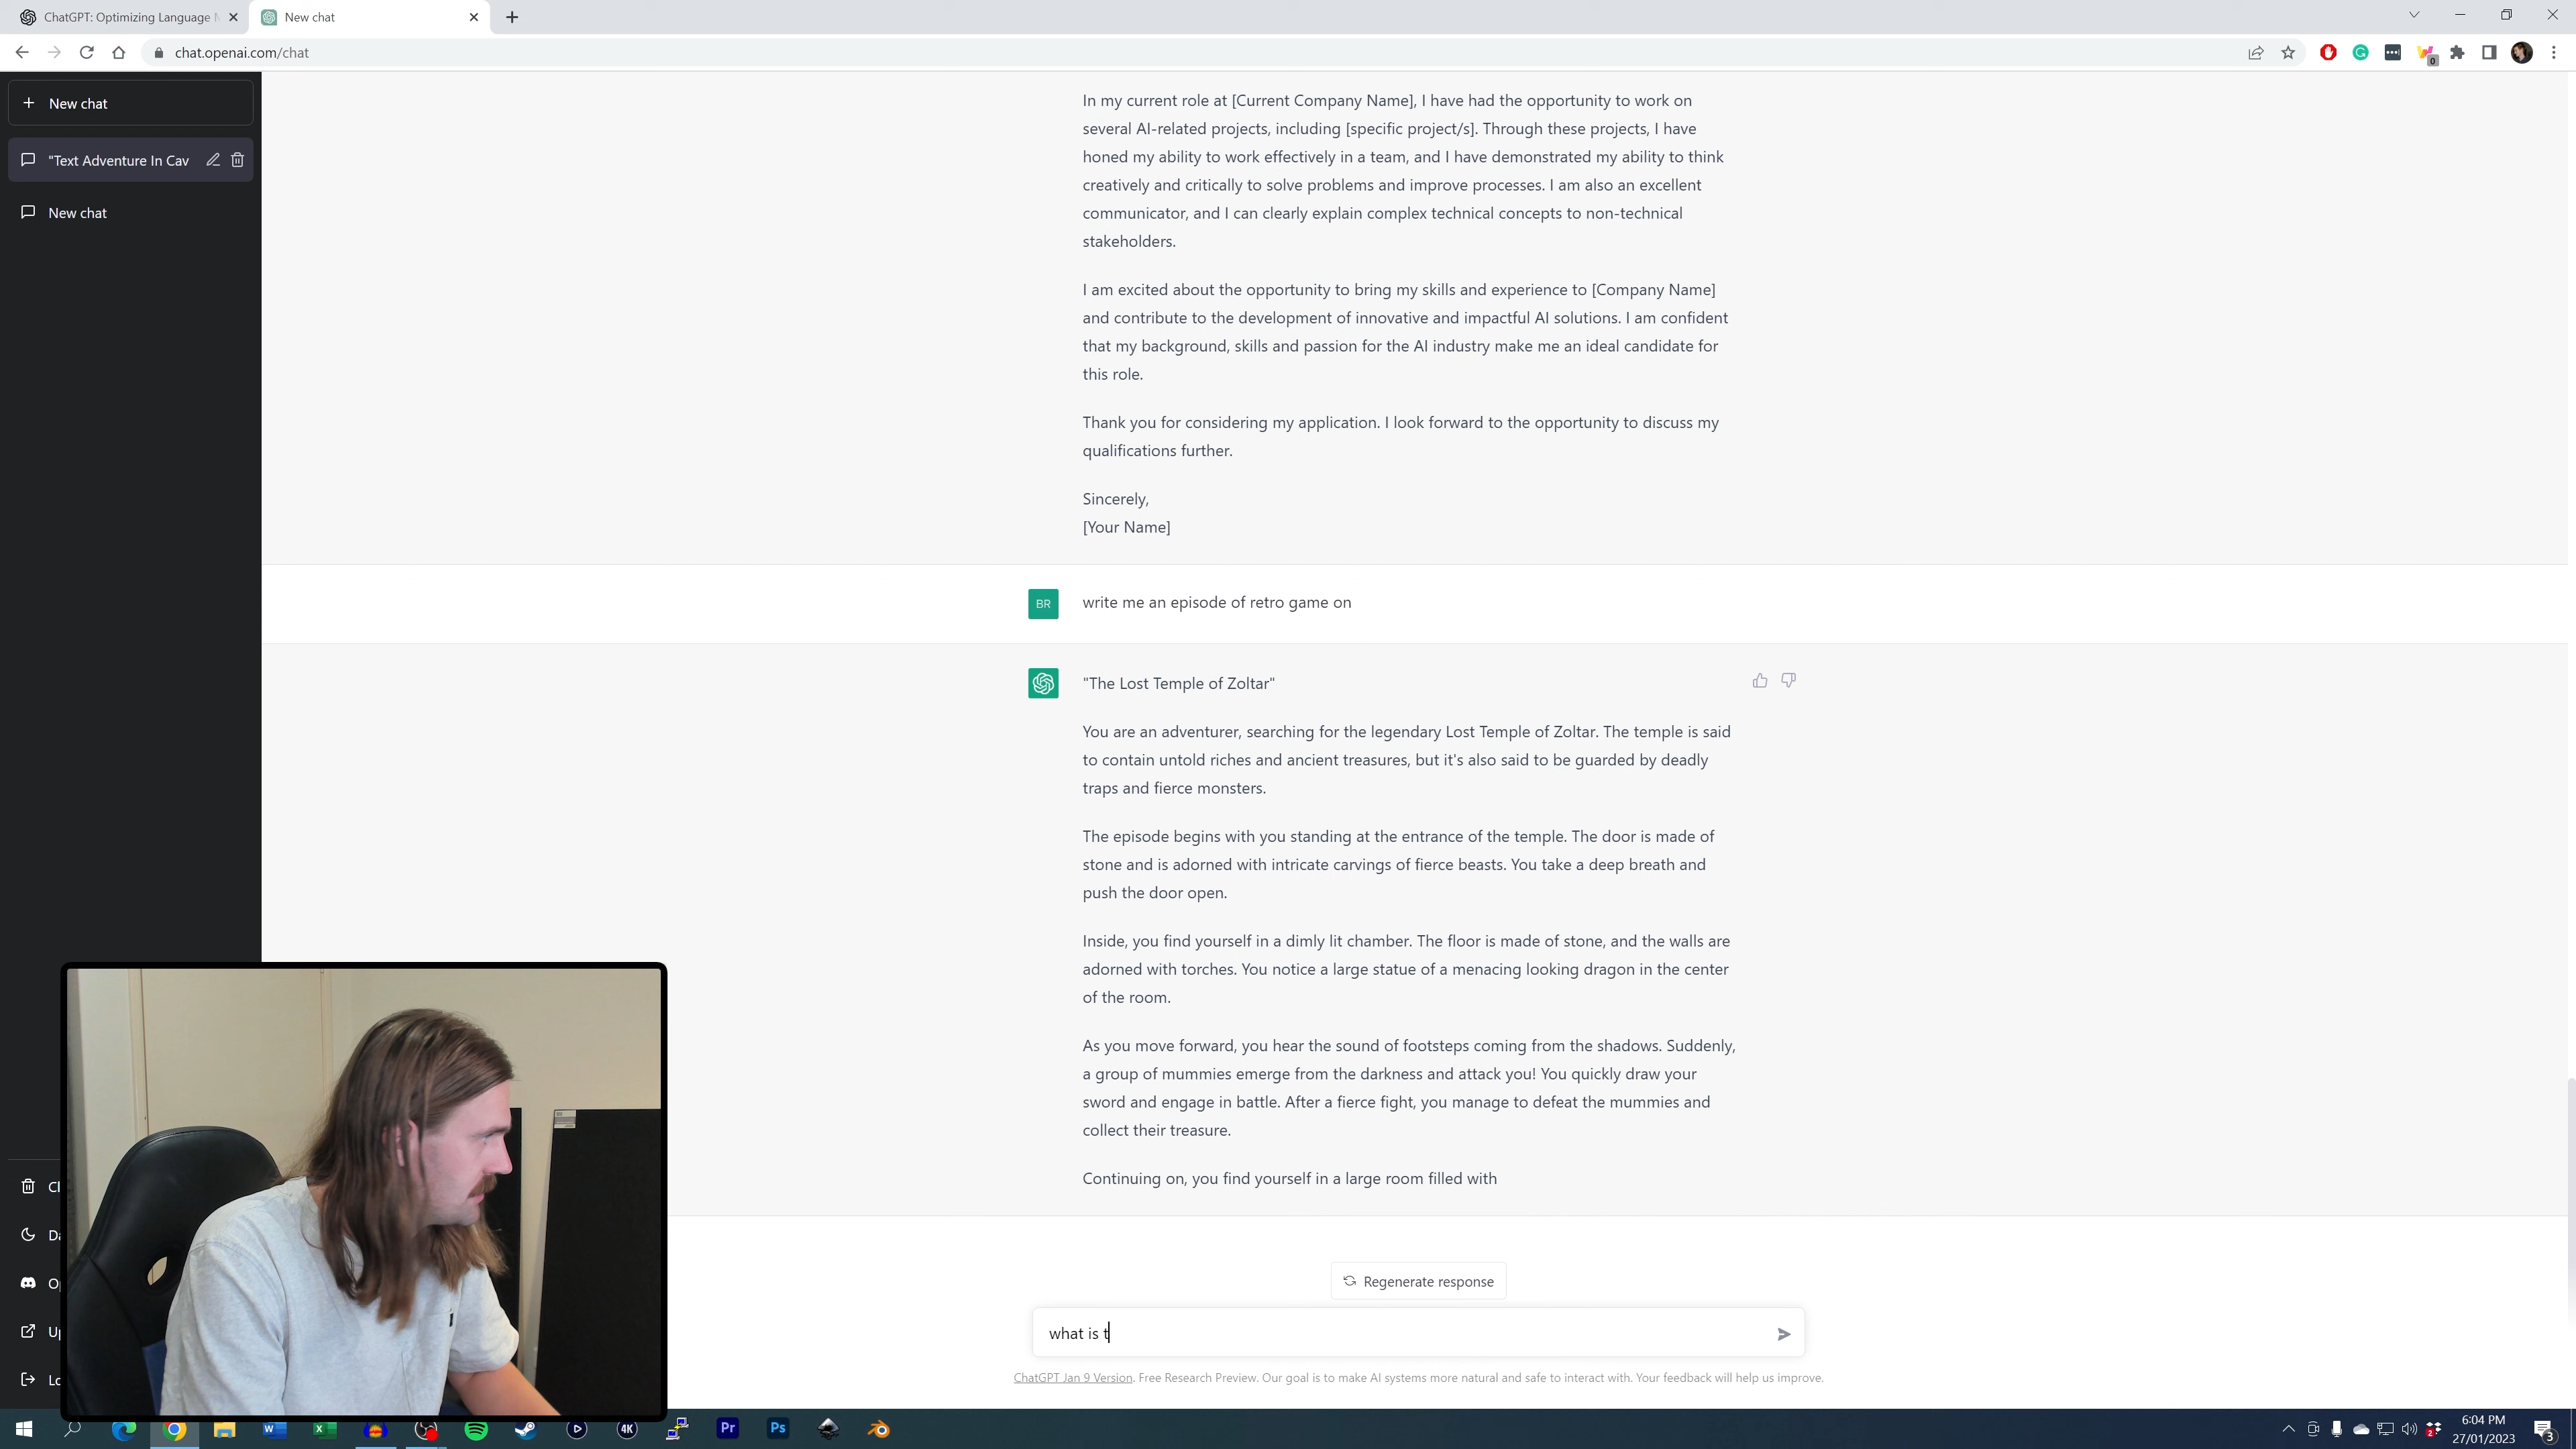 ChatGPT: Optimizing Language M
New chat
chat.openai.com/chat
0
New chat
"Text Adventure In Cav
New chat
In my current role at [Current Company Name], I have had the opportunity to work on
several AI-related projects, including [specific project/s]. Through these projects, I have
honed my ability to work effectively in a team, and I have demonstrated my ability to think
creatively and critically to solve problems and improve processes. I am also an excellent
communicator, and I can clearly explain complex technical concepts to non-technical
stakeholders.
I am excited about the opportunity to bring my skills and experience to [Company Name]
and contribute to the development of innovative and impactful AI solutions. I am confident
that my background, skills and passion for the AI industry make me an ideal candidate for
this role.
Thank you for considering my application. I look forward to the opportunity to discuss my
qualifications further.
Sincerely,
[Your Name]
BR
write me an episode of retro game on
"The Lost Temple of Zoltar"
You are an adventurer, searching for the legendary Lost Temple of Zoltar. The temple is said
to contain untold riches and ancient treasures, but it's also said to be guarded by deadly
traps and fierce monsters.
The episode begins with you standing at the entrance of the temple. The door is made of
stone and is adorned with intricate carvings of fierce beasts. You take a deep breath and
push the door open.
Inside, you find yourself in a dimly lit chamber. The floor is made of stone, and the walls are
adorned with torches. You notice a large statue of a menacing looking dragon in the center
of the room.
As you move forward, you hear the sound of footsteps coming from the shadows. Suddenly,
a group of mummies emerge from the darkness and attack you! You quickly draw your
sword and engage in battle. After a fierce fight, you manage to defeat the mummies and
collect their treasure.
Continuing on, you find yourself in a large room filled with
Cl
Da
Op
Up
Lo
Regenerate response
what is t
ChatGPT Jan 9 Version. Free Research Preview. Our goal is to make AI systems more natural and safe to interact with. Your feedback will help us improve.
4K
Pr
Ps
2
6:04 PM
27/01/2023
3